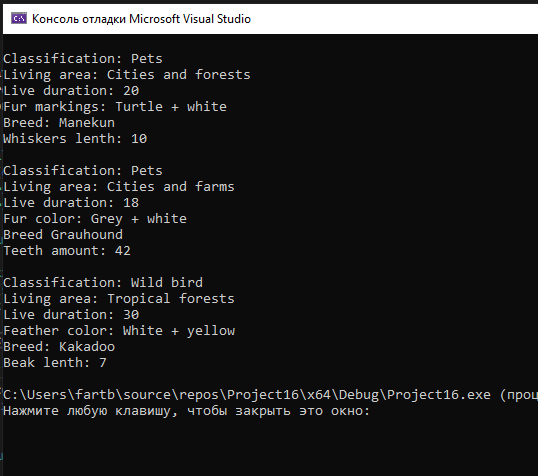 Консоль отладки Microsoft Visual Studio
Classification: Pets
Living area: Cities and forests
Live duration: 20
Fur markings: Turtle + white
Breed: Manekun
Whiskers lenth: 10
Classification: Pets
Living area: Cities and farms
Live duration: 18
Fur color: Grey + white
Breed Grauhound
Teeth amount: 42
Classification: Wild bird
Living area: Tropical forests
Live duration: 30
Feather color: White + yellow
Breed: Kakadoo
Beak lenth: 7
C:\Users\fartb\source\repos\Project16\x64\Debug\Project16.exe (проц
Нажмите любую клавишу, чтобы закрыть это окно: